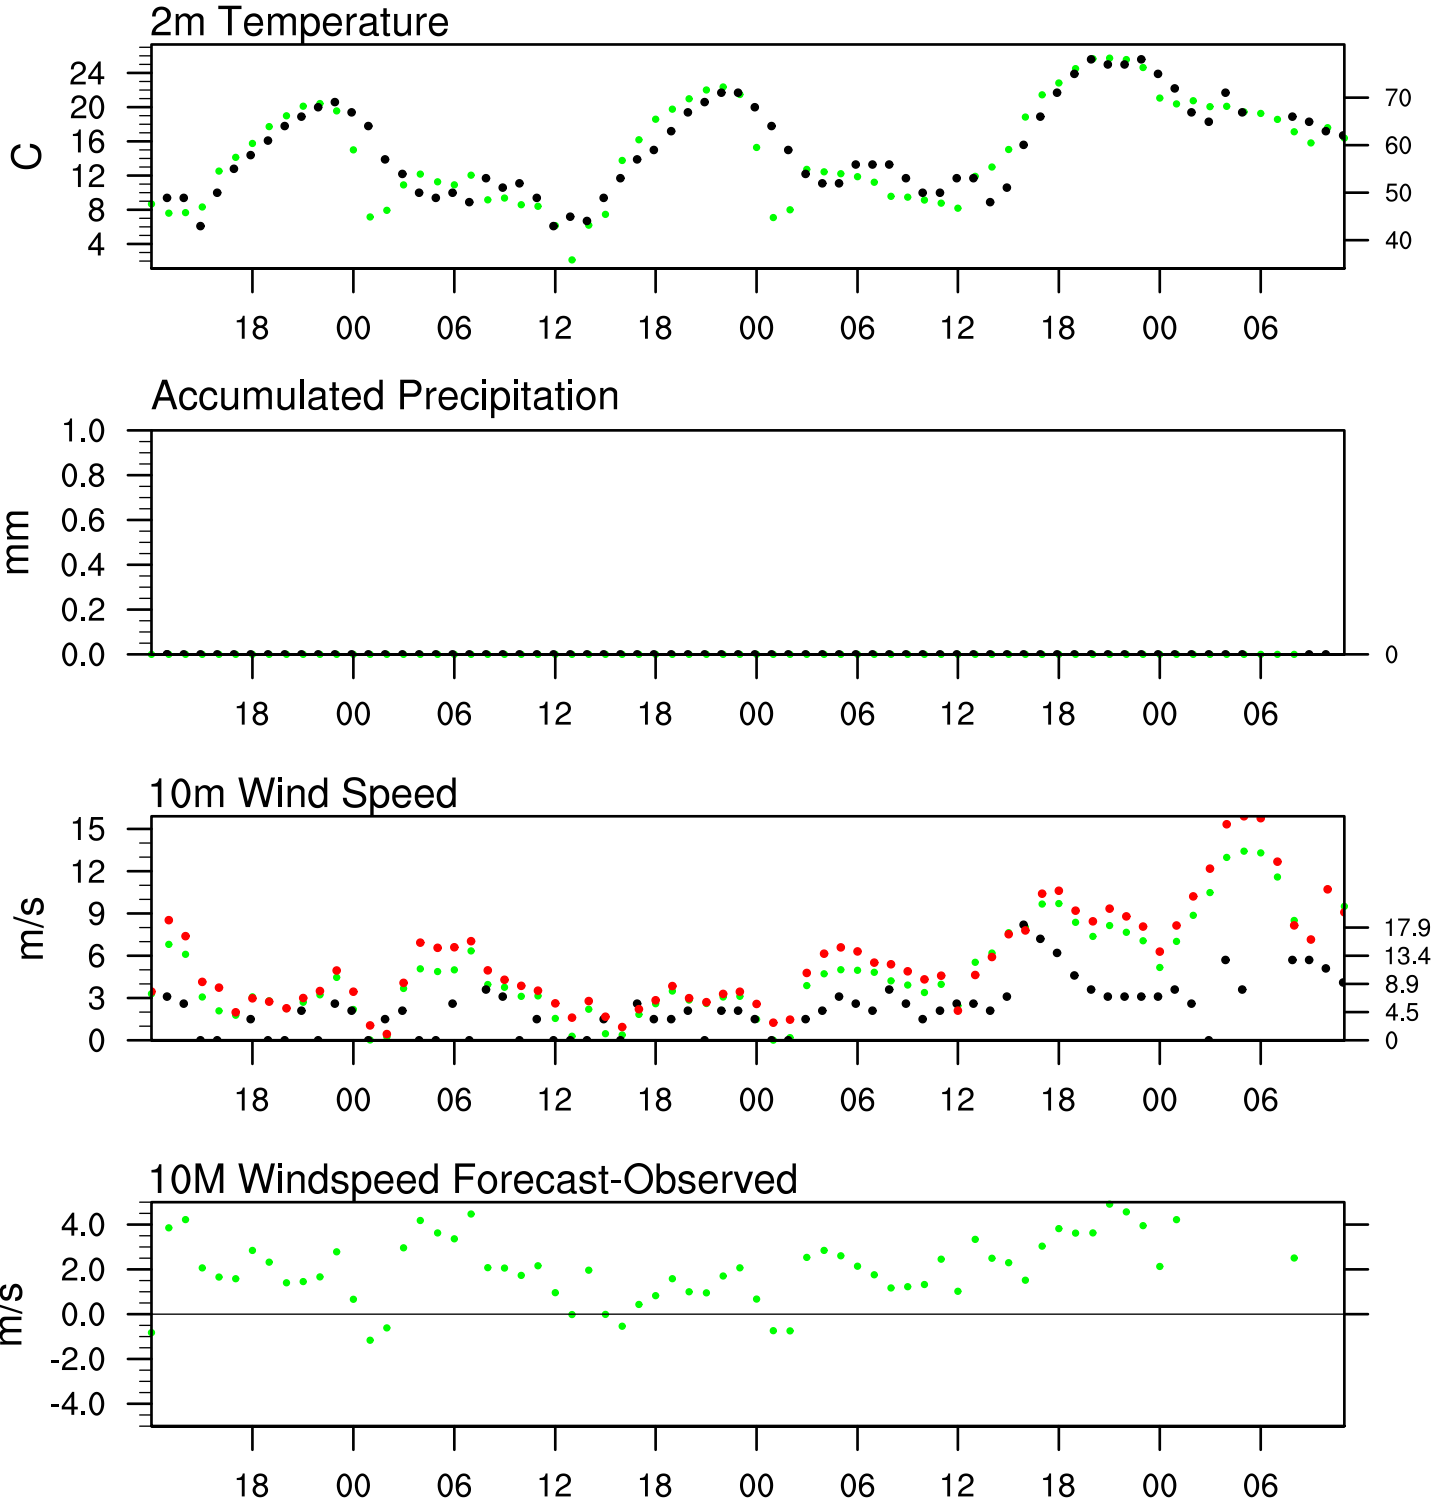 2m Temperature
24
20
16
12
8
4
C
70
60
50
40
18 00 06 12 18 00 06 12 18 00 06
Accumulated Precipitation
1.0
0.8
0.6
0.4
0.2
0.0
mm
0
18 00 06 12 18 00 06 12 18 00 06
10m Wind Speed
15
12
9
6
3
0
m/s
17.9
13.4
8.9
4.5
0
18 00 06 12 18 00 06 12 18 00 06
10M Windspeed Forecast-Observed
4.0
2.0
0.0
-2.0
-4.0
m/s
18 00 06 12 18 00 06 12 18 00 06